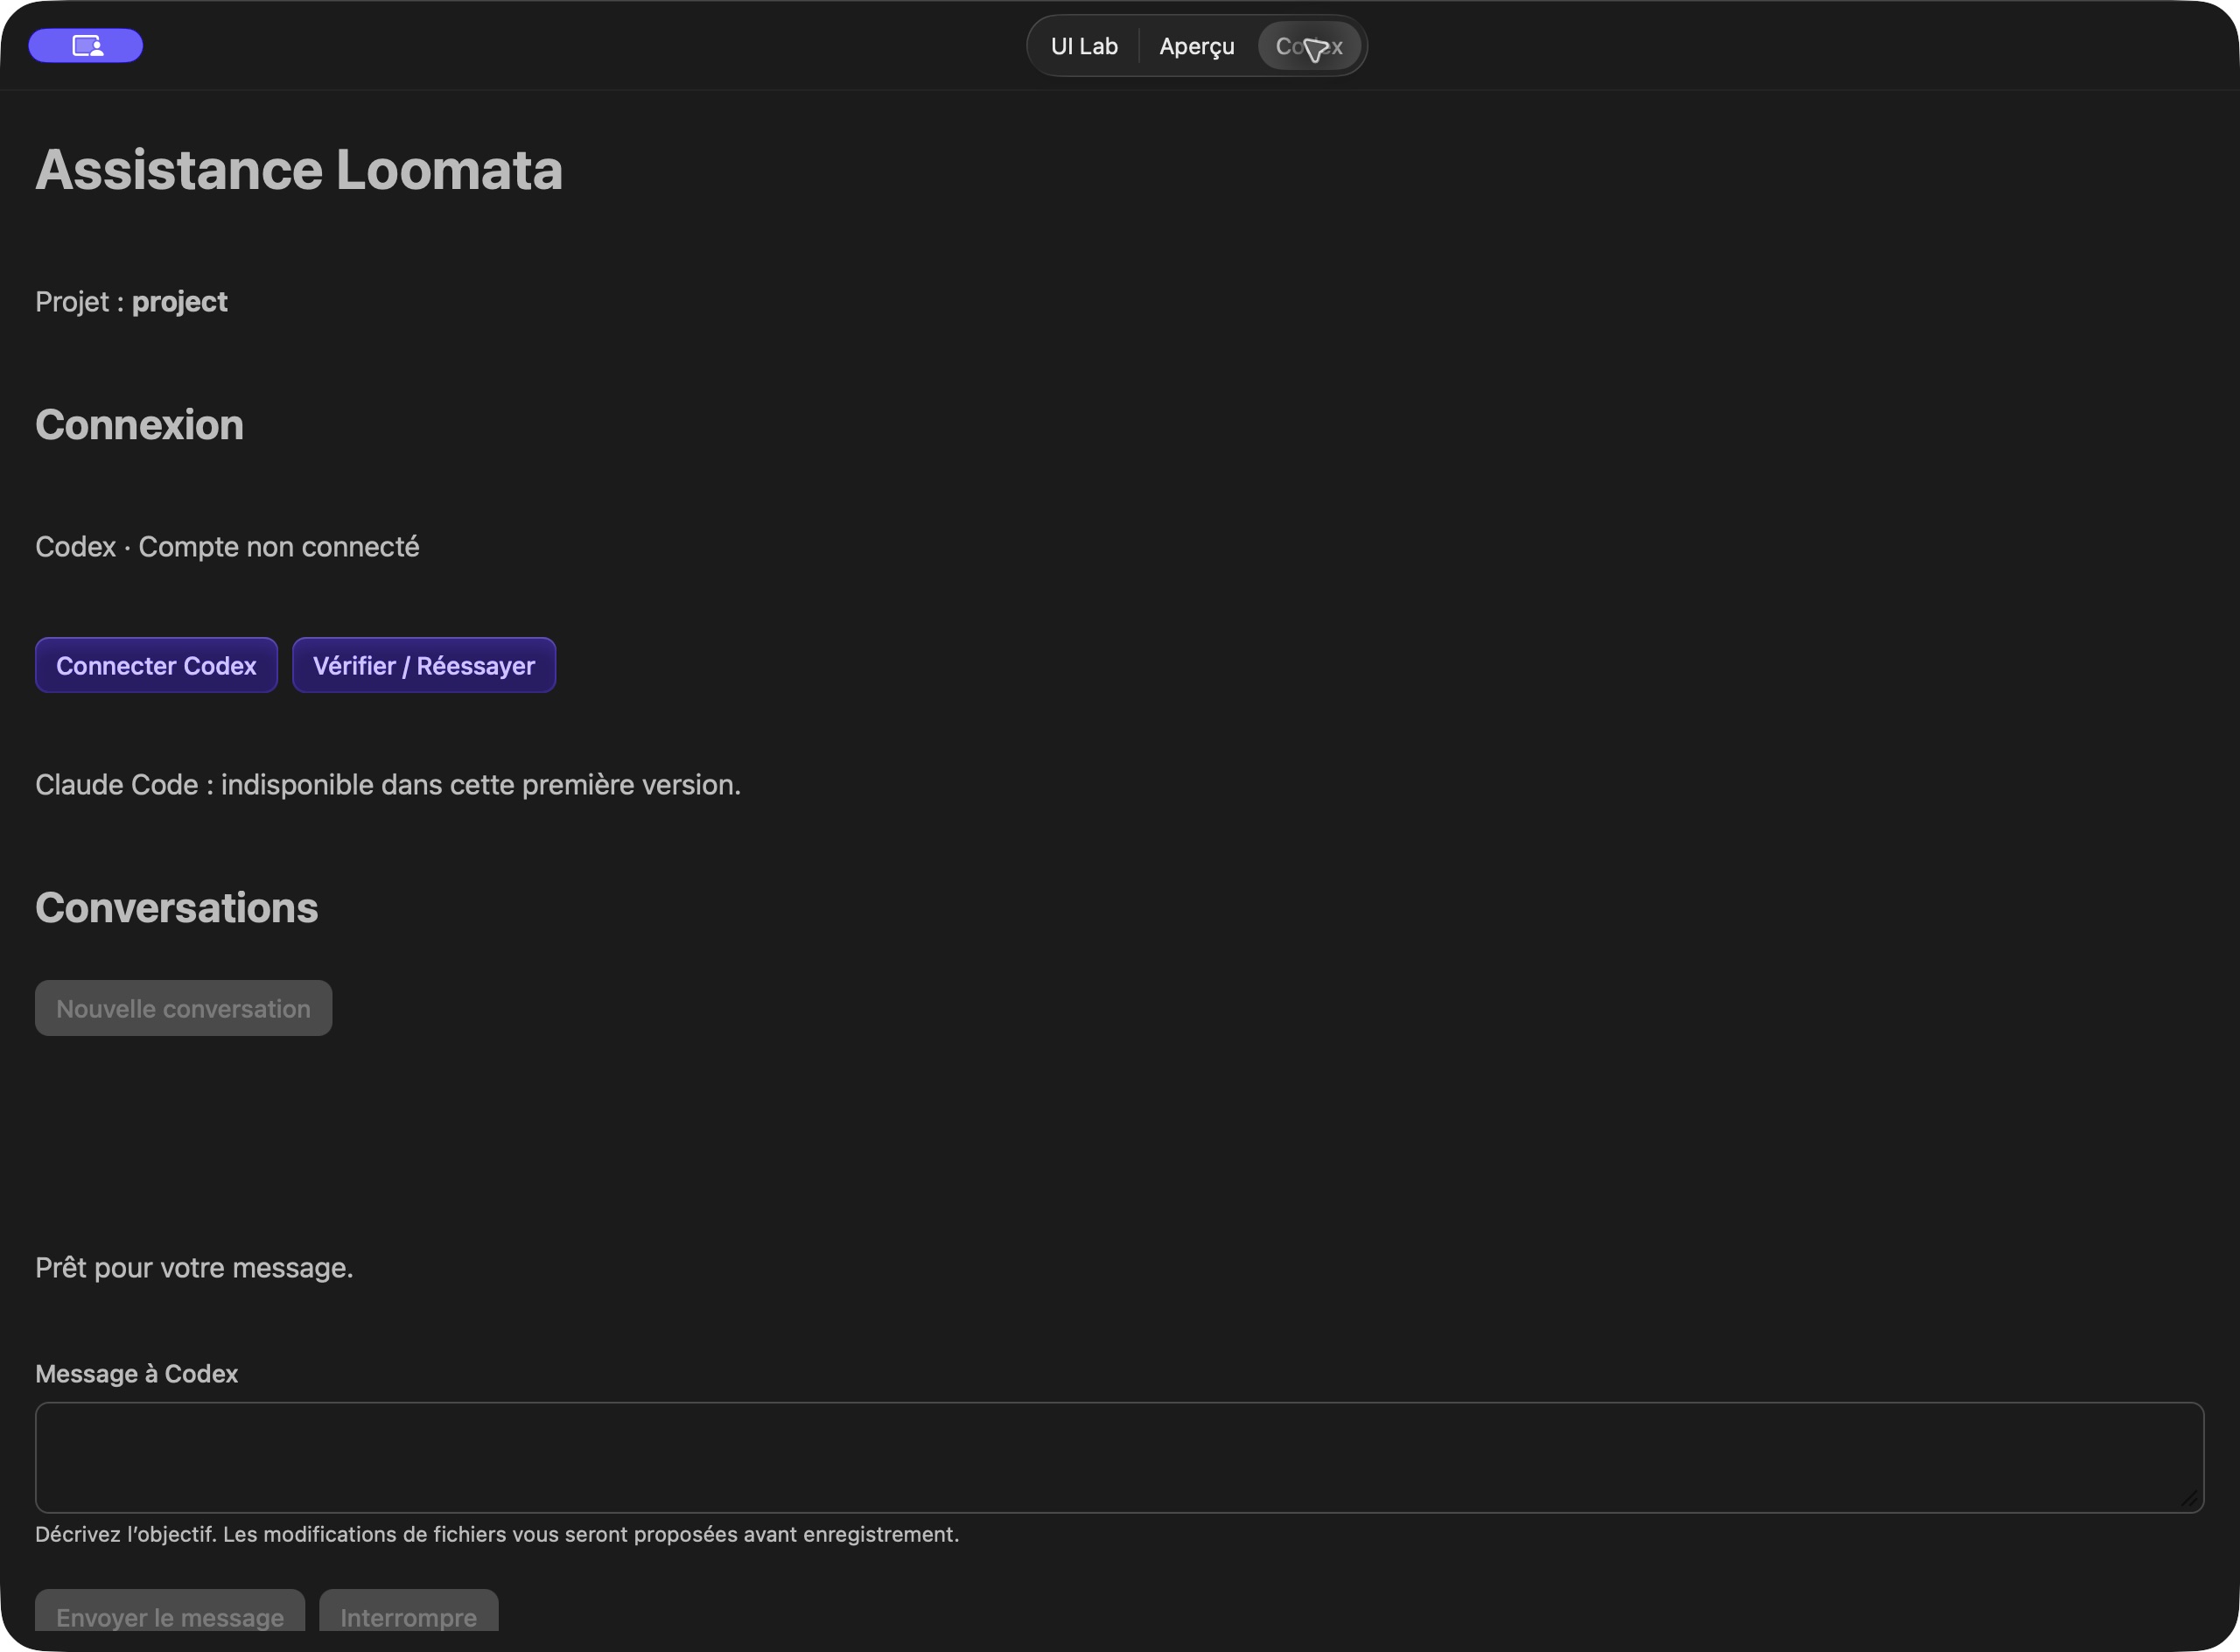 UI Lab
Aperçu
Codex
Assistance Loomata
Projet : project
Connexion
Codex · Compte non connecté
Connecter Codex
Vérifier / Réessayer
Claude Code : indisponible dans cette première version.
Conversations
Nouvelle conversation
Prêt pour votre message.
Message à Codex
Décrivez l’objectif. Les modifications de fichiers vous seront proposées avant enregistrement.
Envoyer le message
Interrompre